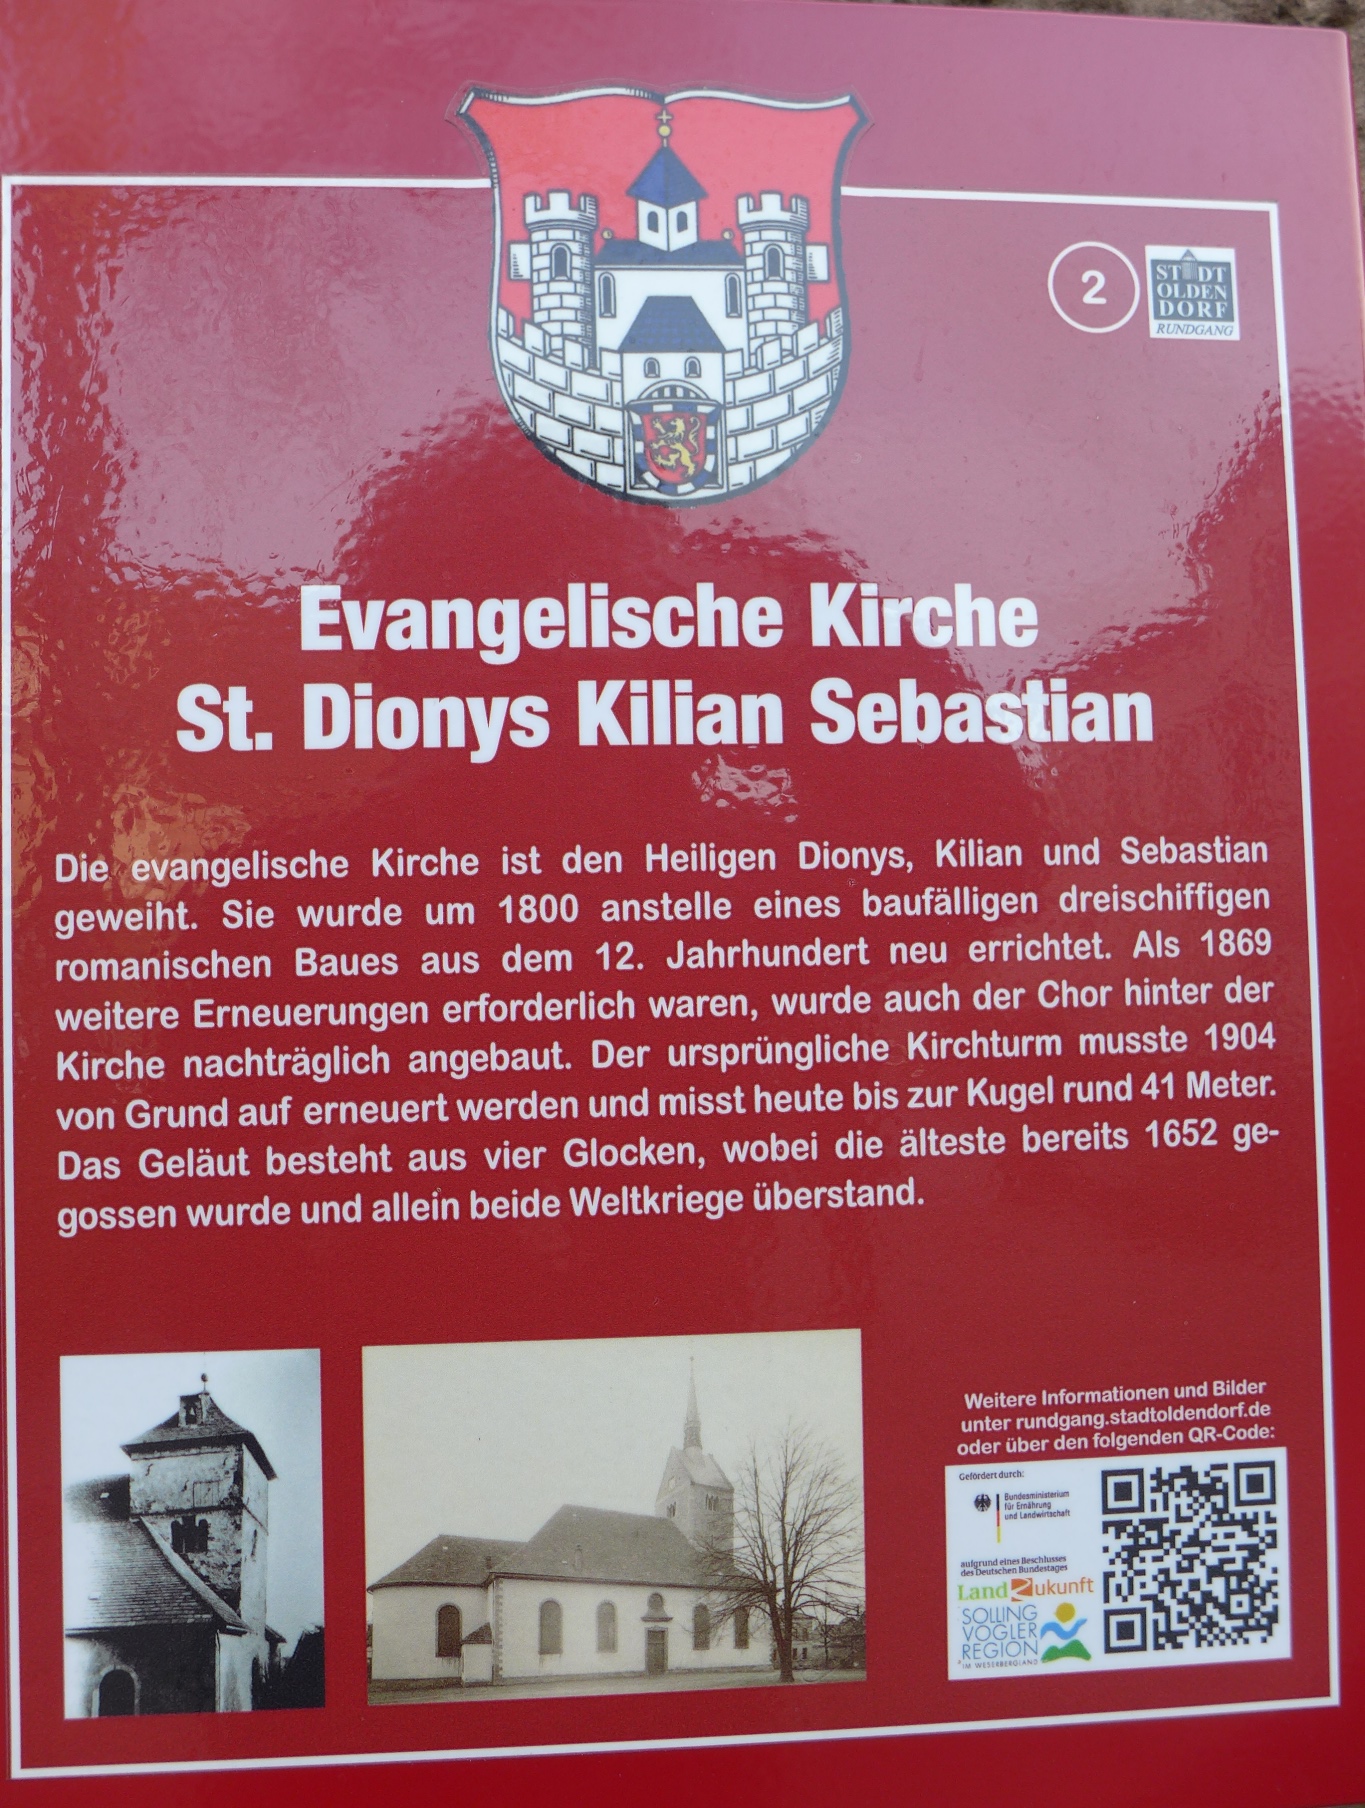 2
STADT
OLDEN
DORF
RUNDGANG
Evangelische Kirche
St. Dionys Kilian Sebastian
Die evangelische Kirche ist den Heiligen Dionys, Kilian und Sebastian
geweiht. Sie wurde um 1800 anstelle eines baufälligen dreischiffigen
romanischen Baues aus dem 12. Jahrhundert neu errichtet. Als 1869
weitere Erneuerungen erforderlich waren, wurde auch der Chor hinter der
Kirche nachträglich angebaut. Der ursprüngliche Kirchturm musste 1904
von Grund auf erneuert werden und misst heute bis zur Kugel rund 41 Meter.
Das Geläut besteht aus vier Glocken, wobei die älteste bereits 1652 ge-
gossen wurde und allein beide Weltkriege überstand.
Weitere Informationen und Bilder
unter rundgang.stadtoldendorf.de
oder über den folgenden QR-Code:
Gefördert durch:
Bundesministerium
für Ernährung
und Landwirtschaft
aufgrund eines Beschlusses
des Deutschen Bundestages
LandZukunft
SOLLING
VOGLER
REGION
IM WESERBERGLAND